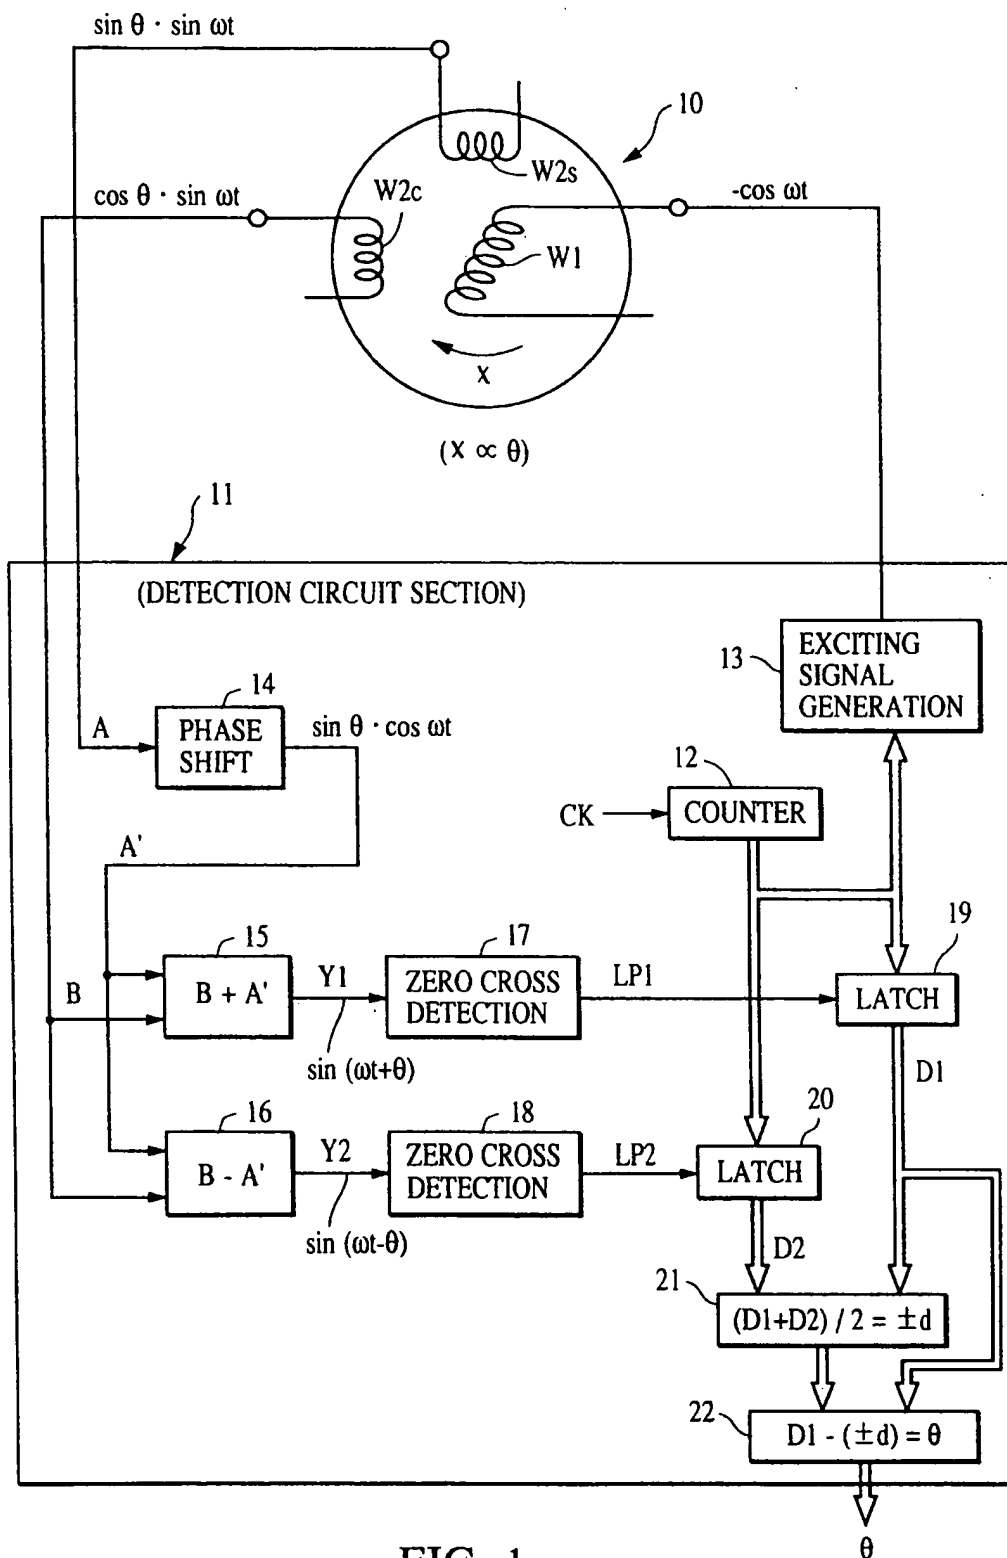 sin θ · sin ωt
10
W2s
W2c
cos θ · sin ωt
-cos ωt
W1
X
(X ∝ θ)
11
(DETECTION CIRCUIT SECTION)
13
EXCITING
SIGNAL
GENERATION
14
A
PHASE
SHIFT
sin θ · cos ωt
12
CK
COUNTER
A'
15
17
19
B
B + A'
Y1
ZERO CROSS
DETECTION
LP1
LATCH
sin (ωt+θ)
D1
16
18
20
B - A'
Y2
ZERO CROSS
DETECTION
LP2
LATCH
sin (ωt-θ)
D2
21
(D1+D2) / 2 = ±d
22
D1 - (±d) = θ
θ
FIG. 1